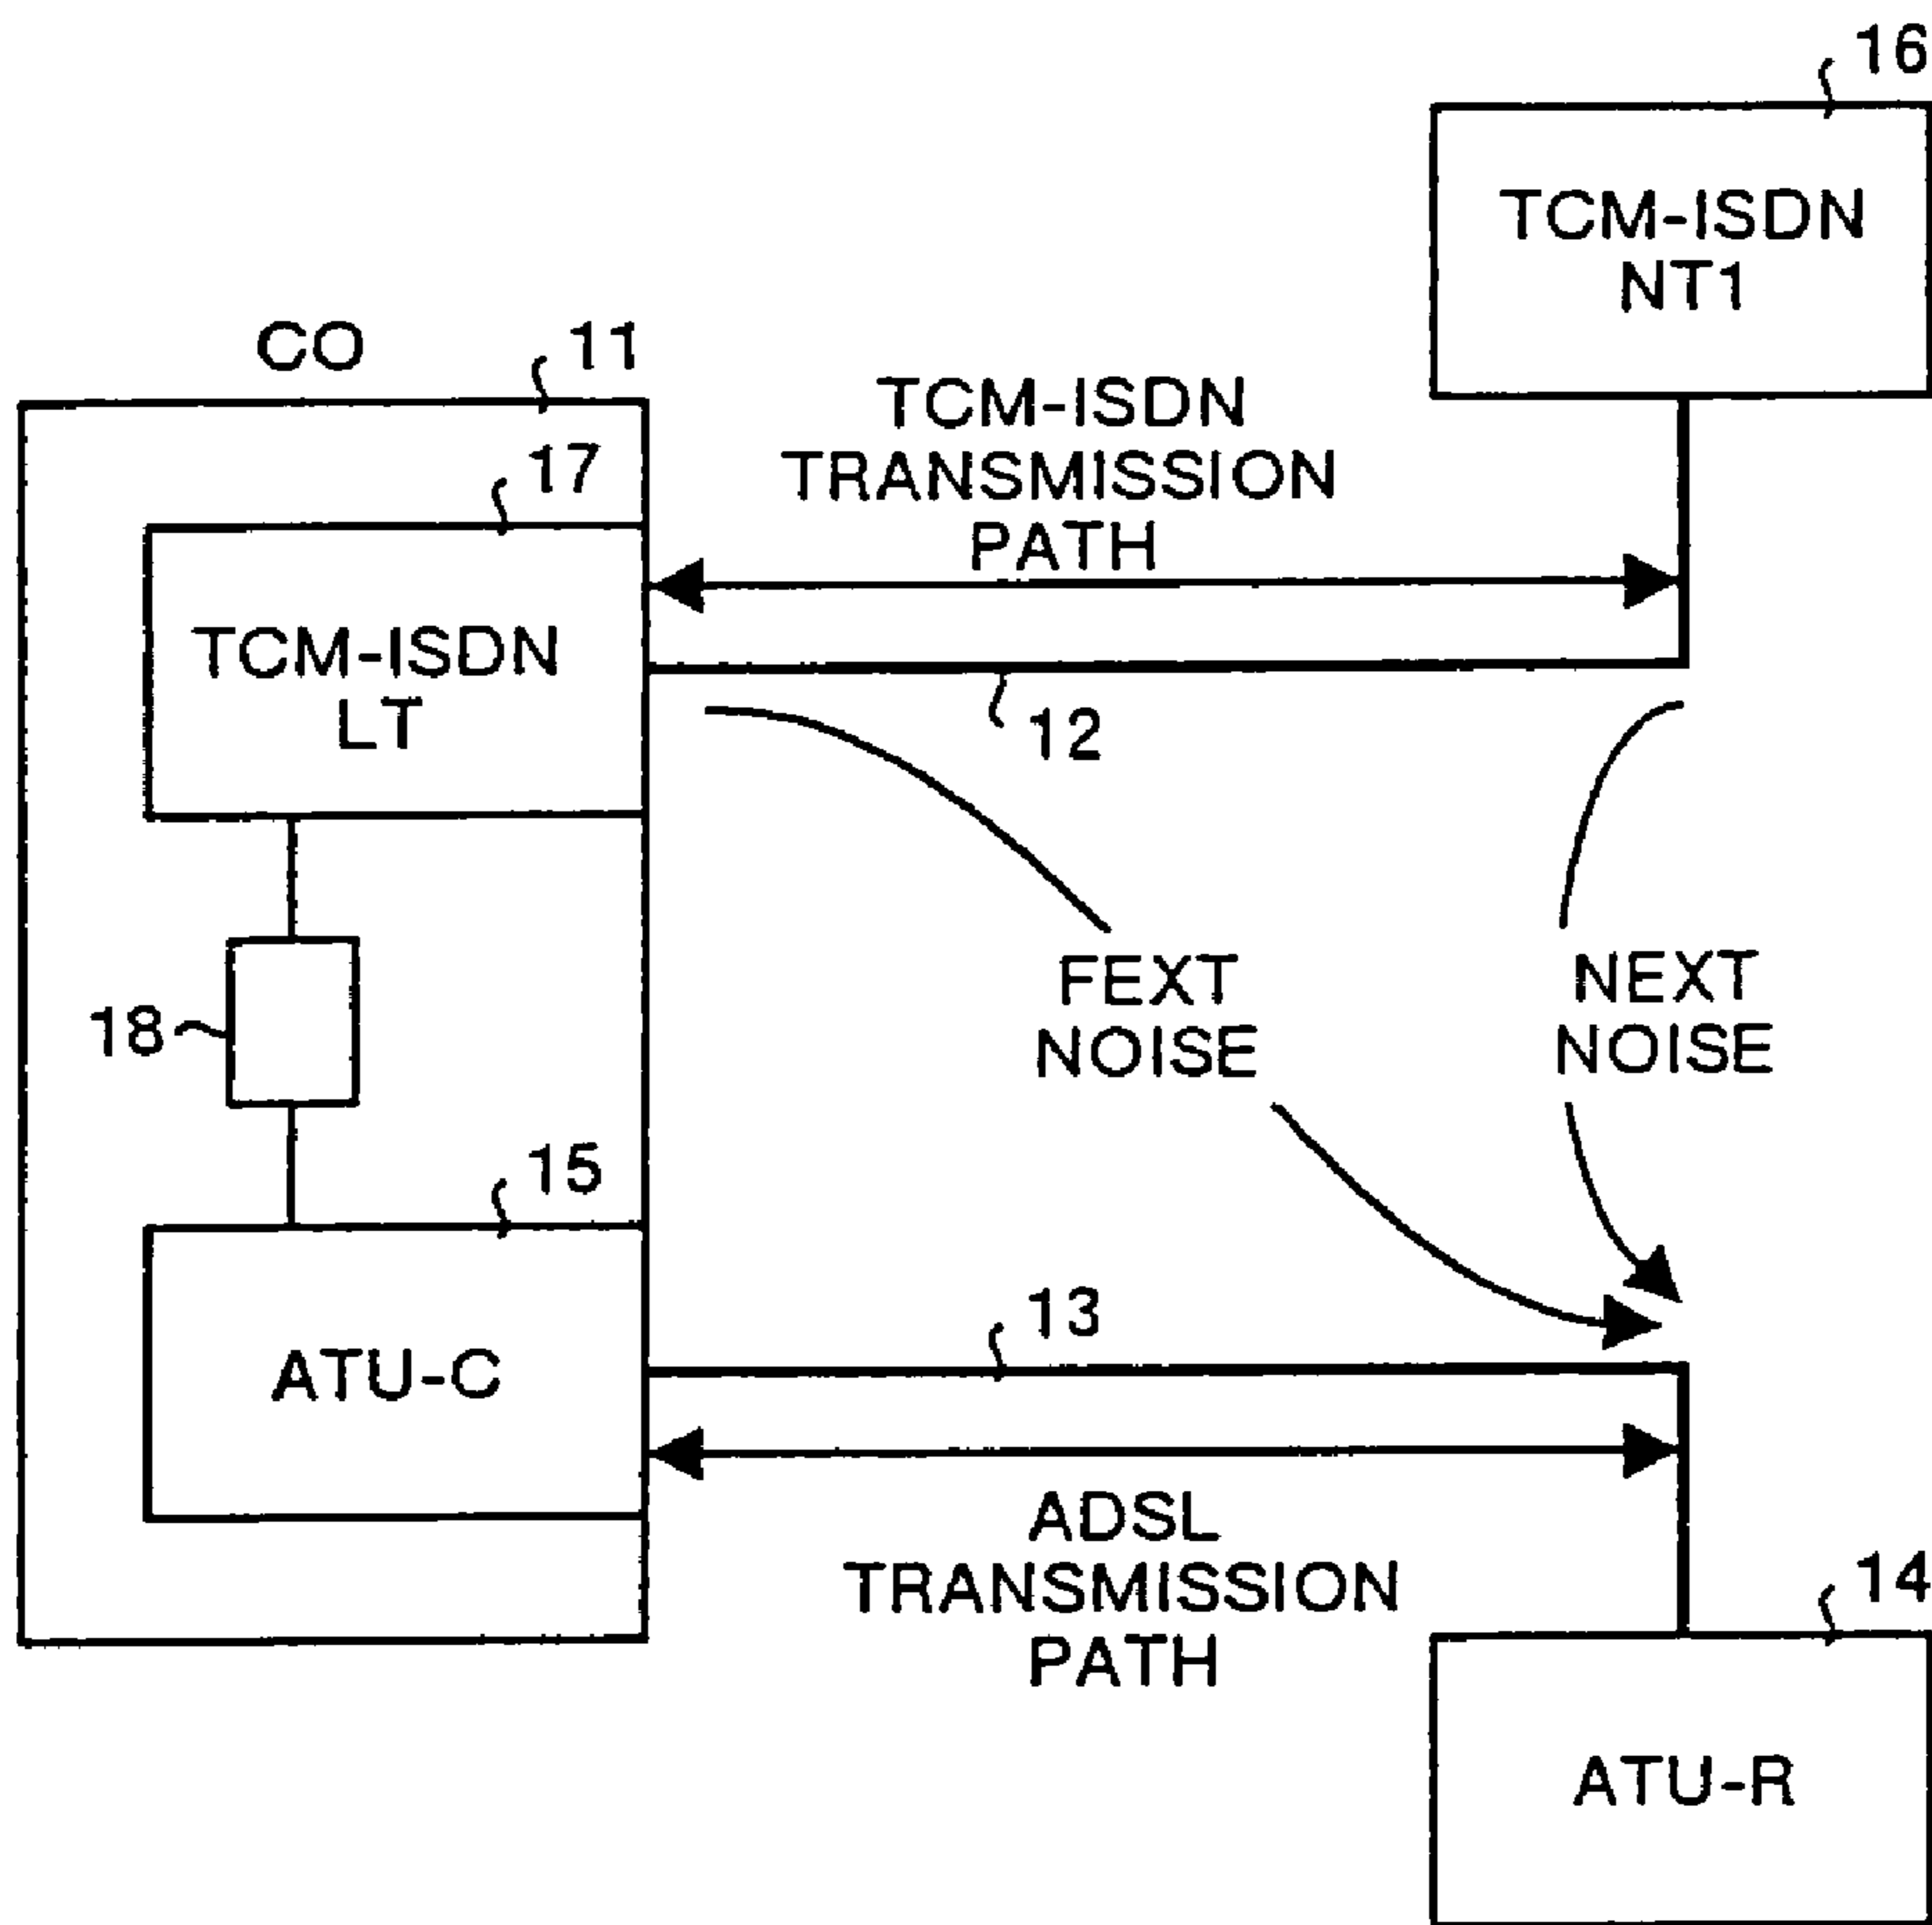 16
TCM-ISDN
NT1
CO
11
TCM-ISDN
TRANSMISSION
PATH
17
TCM-ISDN
LT
12
FEXT
NOISE
NEXT
NOISE
18
15
13
ATU-C
ADSL
TRANSMISSION
PATH
14
ATU-R